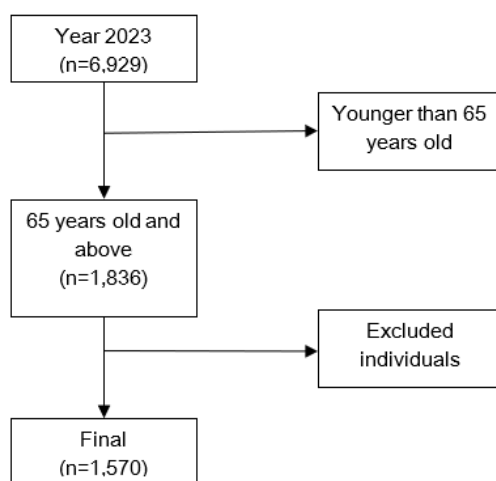 Year 2023
(n=6,929)
Younger than 65
years old
65 years old and
above
(n=1,836)
Excluded
individuals
Final
(n=1,570)